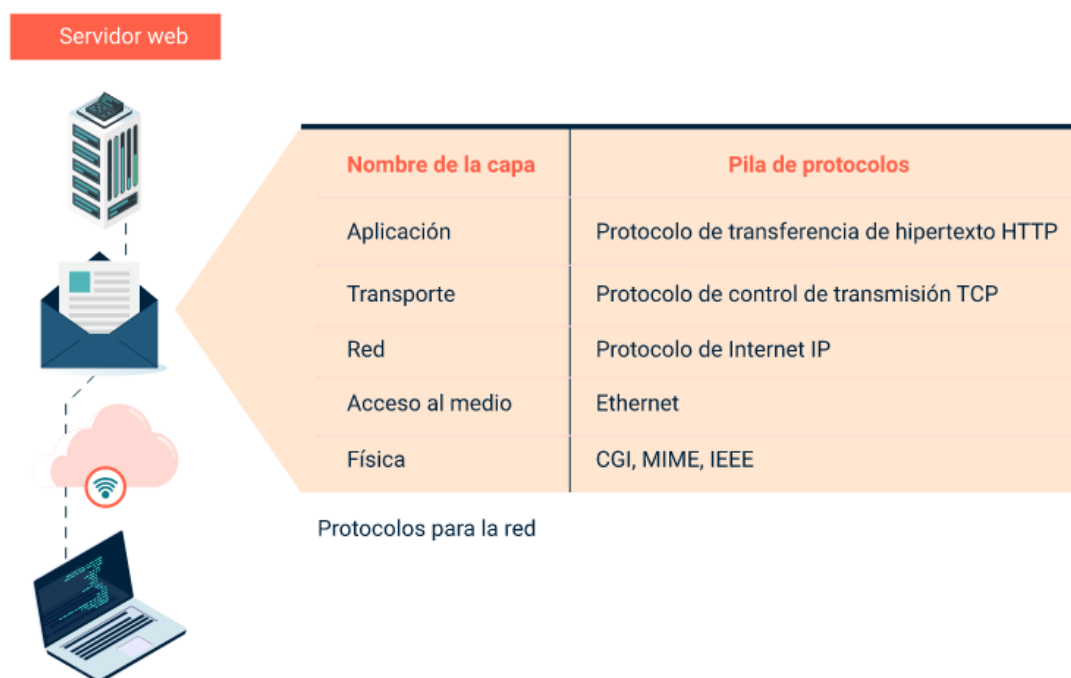 Servidor web
Nombre de la capa Pila de protocolos
Aplicación Protocolo de transferencia de hipertexto HTTP
Transporte Protocolo de control de transmisión TCP
Red Protocolo de Internet IP
Acceso al medio Ethernet
Física CGI, MIME, IEEE
Protocolos para la red